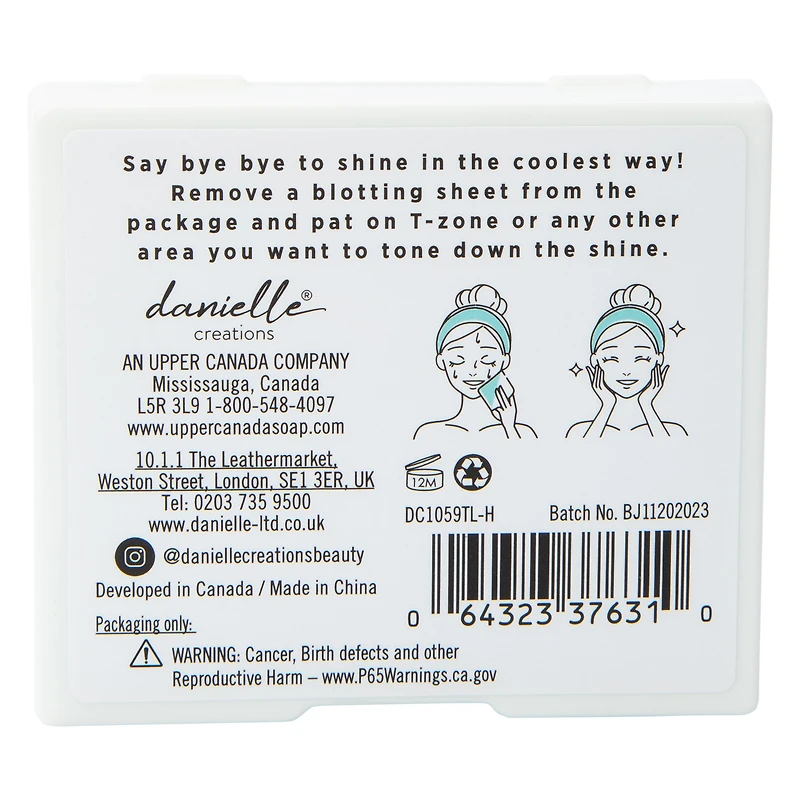 Say bye bye to shine in the coolest way!
Remove a blotting sheet from the
package and pat on T-zone or any other
area you want to tone down the shine.
danielle®
creations
AN UPPER CANADA COMPANY
Mississauga, Canada
L5R 3L9 1-800-548-4097
www.uppercanadasoap.com
10.1.1 The Leathermarket,
Weston Street, London, SE1 3ER, UK
Tel: 0203 735 9500
www.danielle-ltd.co.uk
@daniellecreationsbeauty
Developed in Canada / Made in China
12M
DC1059TL-H Batch No. BJ11202023
0 64323 37631 0
Packaging only:
WARNING: Cancer, Birth defects and other
Reproductive Harm – www.P65Warnings.ca.gov